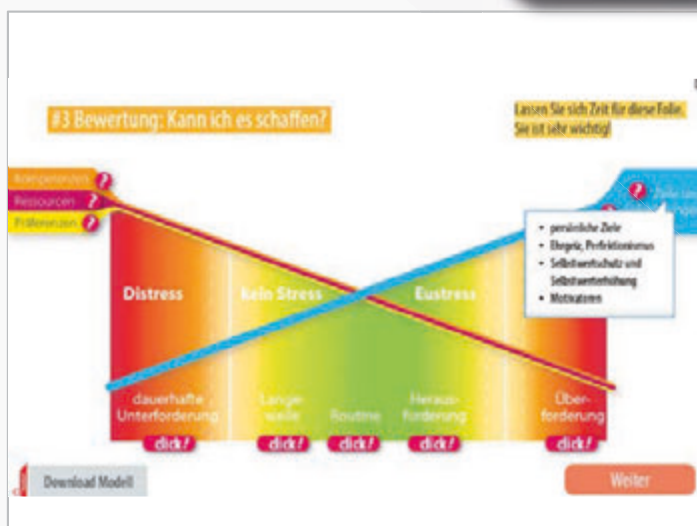 #3 Bewertung: Kann ich es schaffen?
Lassen Sie sich Zeit für diese Folie.
Sie ist sehr wichtig!
Kompetenzen ?
Ressourcen ?
Präferenzen ?
?
• persönliche Ziele
• Ehrgeiz, Perfektionismus
• Selbstwertschutz und
Selbstwerterhöhung
• Motivatoren
Distress
Kein Stress
Eustress
dauerhafte
Unterforderung
Lange-
weile
Routine
Heraus-
forderung
Über-
forderung
click!
click!
click!
click!
click!
Download Modell
Weiter